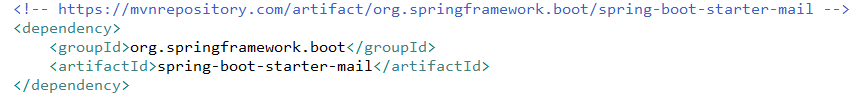 <!-- https://mvnrepository.com/artifact/org.springframework.boot/spring-boot-starter-mail -->
<dependency>
    <groupId>org.springframework.boot</groupId>
    <artifactId>spring-boot-starter-mail</artifactId>
</dependency>